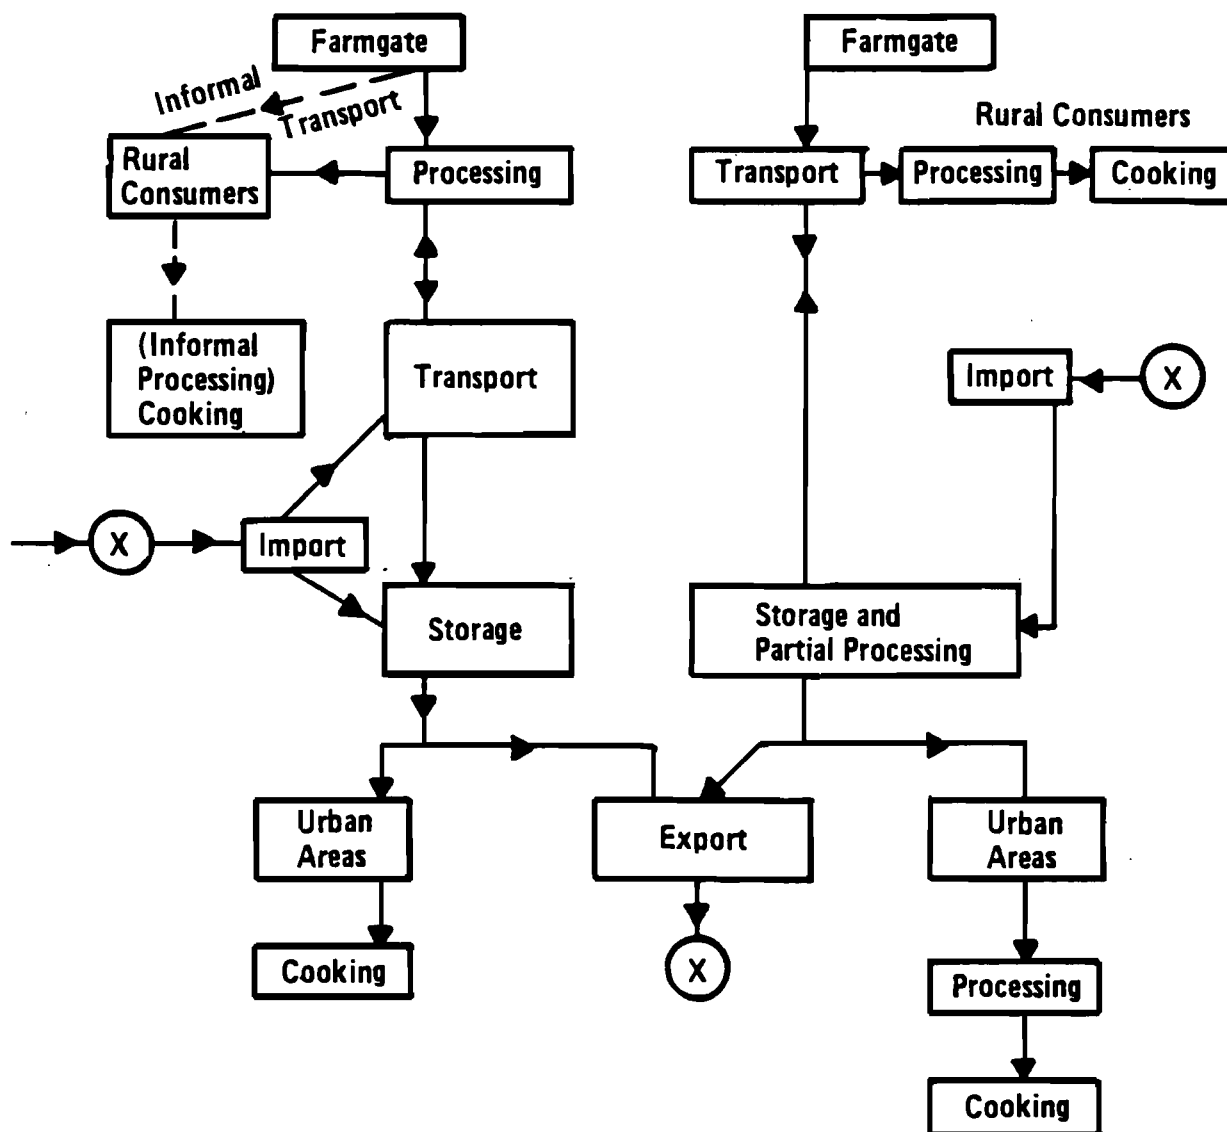 Farmgate
Farmgate
Informal
Transport
Rural Consumers
Rural
Consumers
Processing
Transport
Processing
Cooking
(Informal
Processing)
Cooking
Transport
Import
X
X
Import
Storage
Storage and
Partial Processing
Urban
Areas
Export
Urban
Areas
Cooking
X
Processing
Cooking